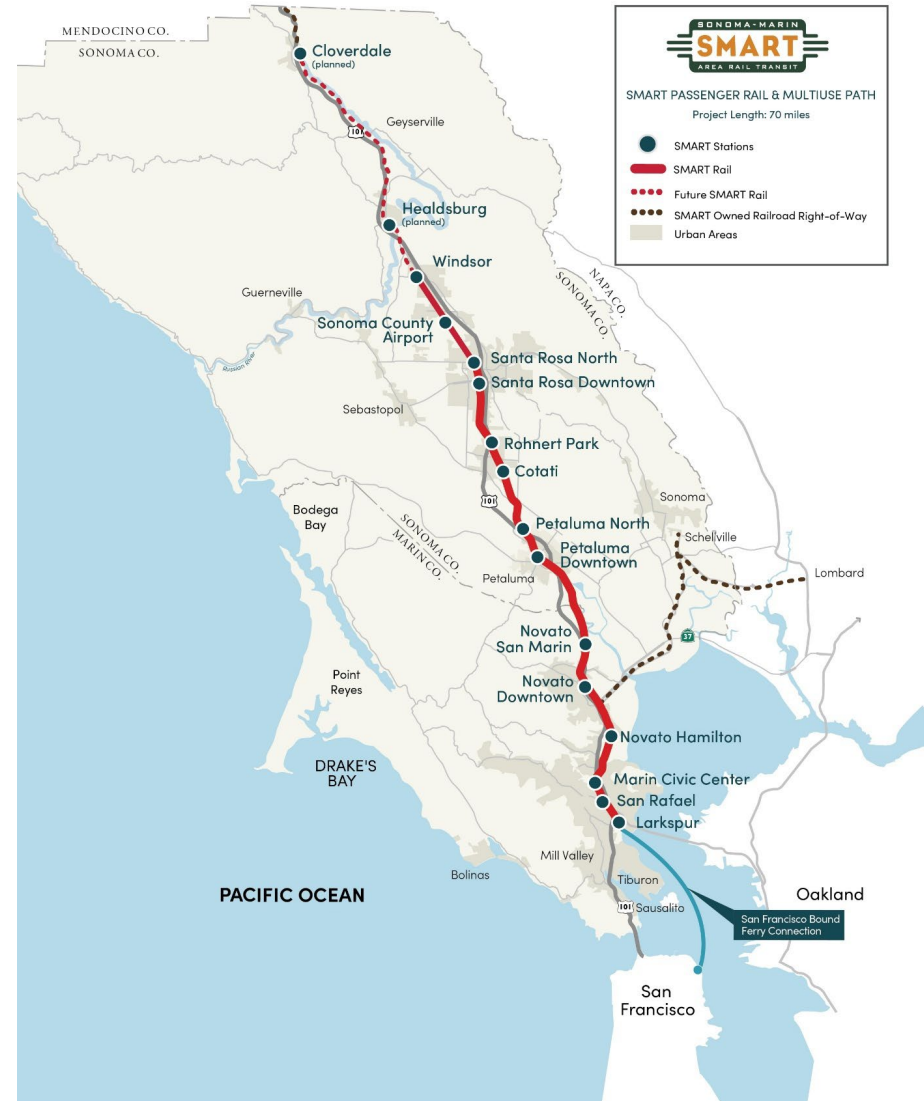 MENDOCINO CO.
SONOMA CO.
SONOMA-MARIN
SMART
AREA RAIL TRANSIT
SMART PASSENGER RAIL & MULTIUSE PATH
Project Length: 70 miles
SMART Stations
SMART Rail
Future SMART Rail
SMART Owned Railroad Right-of-Way
Urban Areas
Cloverdale
(planned)
Geyserville
101
Healdsburg
(planned)
Windsor
NAPA CO.
SONOMA CO.
Guerneville
Sonoma County
Airport
Russian River
Santa Rosa North
Santa Rosa Downtown
Sebastopol
Rohnert Park
Cotati
101
Sonoma
Bodega
Bay
SONOMA CO.
MARIN CO.
Petaluma North
Petaluma
Downtown
Petaluma
Schellville
Lombard
Novato
San Marin
37
Novato
Downtown
Point
Reyes
Novato Hamilton
DRAKE'S
BAY
Marin Civic Center
San Rafael
Larkspur
Mill Valley
Bolinas
Tiburon
PACIFIC OCEAN
Oakland
101
Sausalito
San Francisco Bound
Ferry Connection
San
Francisco